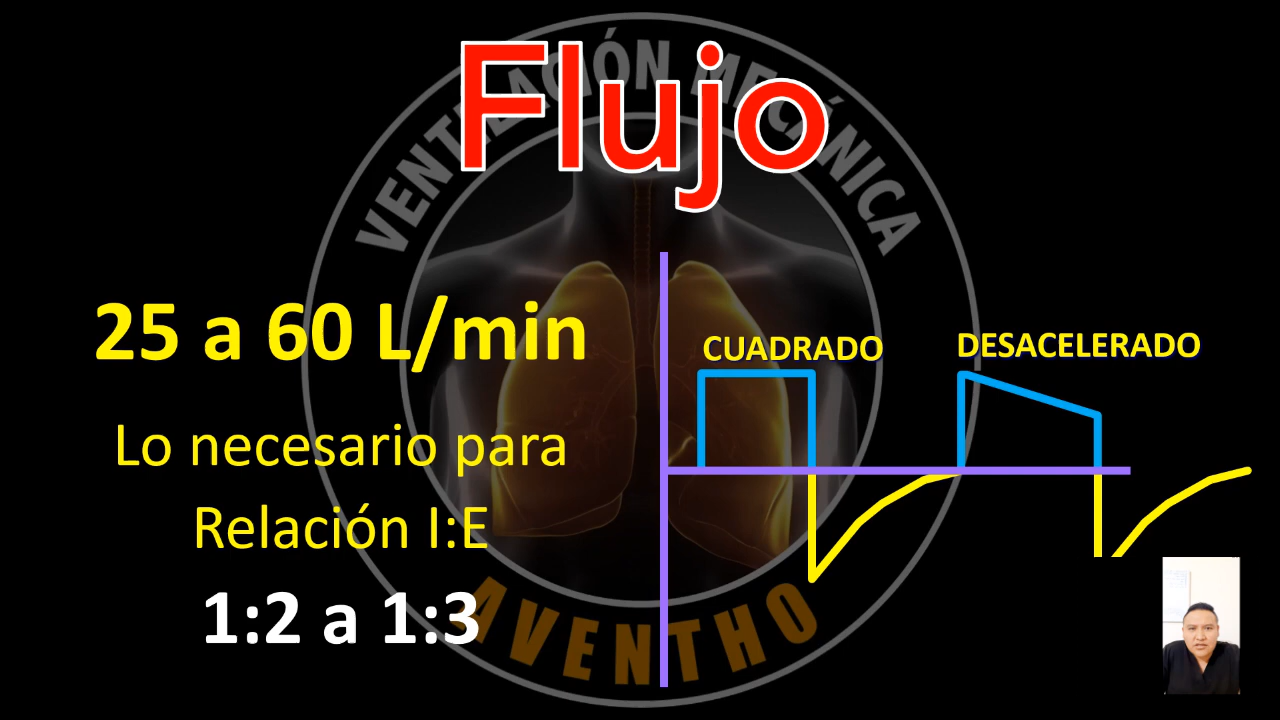 VENTILACIÓN MECÁNICA
Flujo
25 a 60 L/min
Lo necesario para
Relación I:E
1:2 a 1:3
CUADRADO
DESACELERADO
AVENTHO